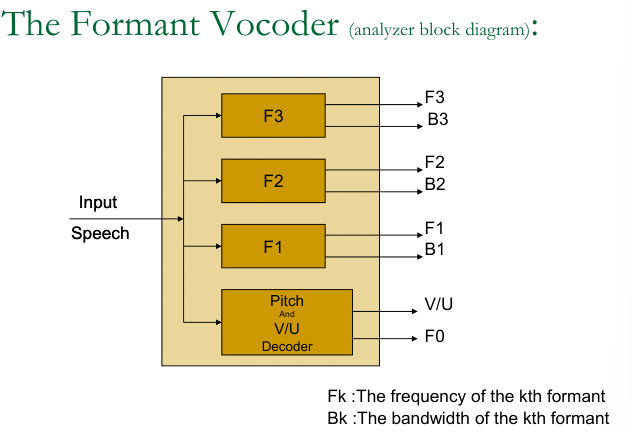 The Formant Vocoder (analyzer block diagram):
F3
F3
B3
F2
F2
B2
Input
Speech
F1
F1
B1
Pitch
And
V/U
Decoder
V/U
F0
Fk :The frequency of the kth formant
Bk :The bandwidth of the kth formant